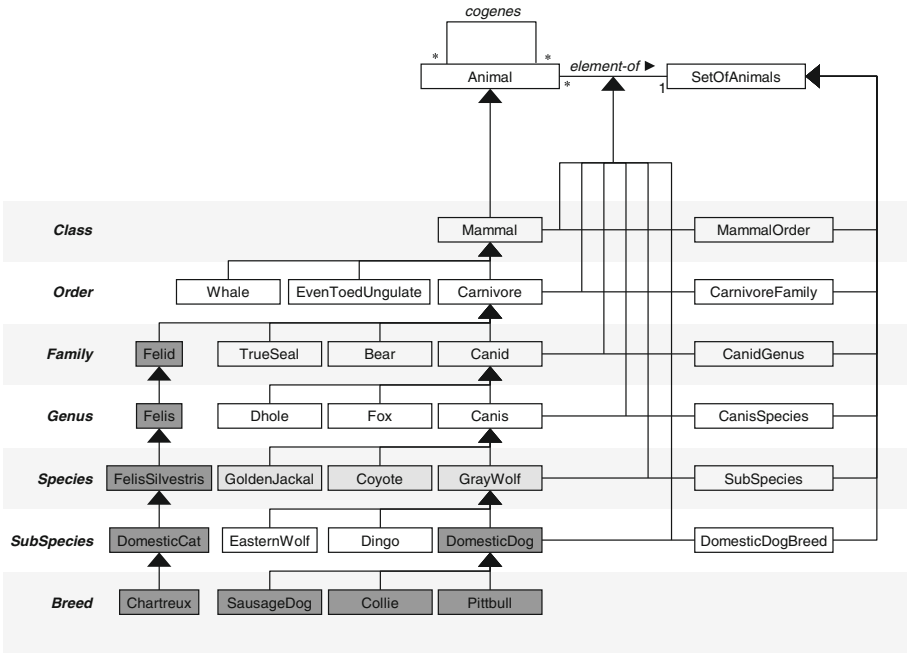 cogenes
* *
Animal element-of ► SetOfAnimals
* 1
Class Mammal MammalOrder
Order Whale EvenToedUngulate Carnivore CarnivoreFamily
Family Felid TrueSeal Bear Canid CanidGenus
Genus Felis Dhole Fox Canis CanisSpecies
Species FelisSilvestris GoldenJackal Coyote GrayWolf SubSpecies
SubSpecies DomesticCat EasternWolf Dingo DomesticDog DomesticDogBreed
Breed Chartreux SausageDog Collie Pittbull